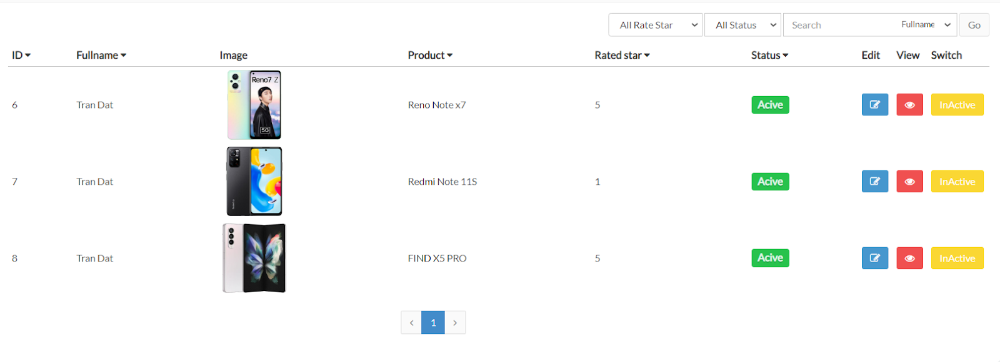 All Rate Star All Status Search Fullname Go
ID Fullname Image Product Rated star Status Edit View Switch
Reno7 Z
5G
6 Tran Dat Reno Note x7 5 Acive InActive
7 Tran Dat Redmi Note 11S 1 Acive InActive
8 Tran Dat FIND X5 PRO 5 Acive InActive
‹ 1 ›